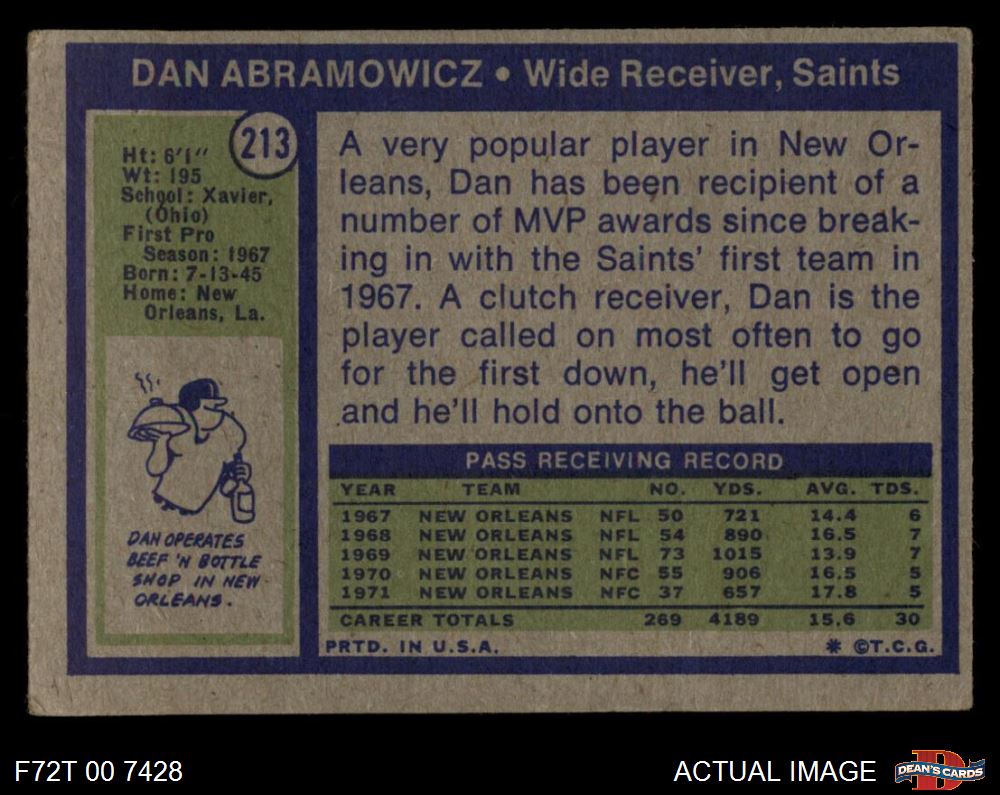 DAN ABRAMOWICZ • Wide Receiver, Saints
213
Ht: 6'1"
Wt: 195
School: Xavier,
(Ohio)
First Pro
Season: 1967
Born: 7-13-45
Home: New
Orleans, La.
DAN OPERATES
BEEF 'N BOTTLE
SHOP IN NEW
ORLEANS.
A very popular player in New Or-
leans, Dan has been recipient of a
number of MVP awards since break-
ing in with the Saints' first team in
1967. A clutch receiver, Dan is the
player called on most often to go
for the first down, he'll get open
and he'll hold onto the ball.
PASS RECEIVING RECORD
YEAR TEAM NO. YDS. AVG. TDS.
1967 NEW ORLEANS NFL 50 721 14.4 6
1968 NEW ORLEANS NFL 54 890 16.5 7
1969 NEW ORLEANS NFL 73 1015 13.9 7
1970 NEW ORLEANS NFC 55 906 16.5 5
1971 NEW ORLEANS NFC 37 657 17.8 5
CAREER TOTALS 269 4189 15.6 30
PRTD. IN U.S.A. * ©T.C.G.
F72T 00 7428
ACTUAL IMAGE
D
DEAN'S CARDS